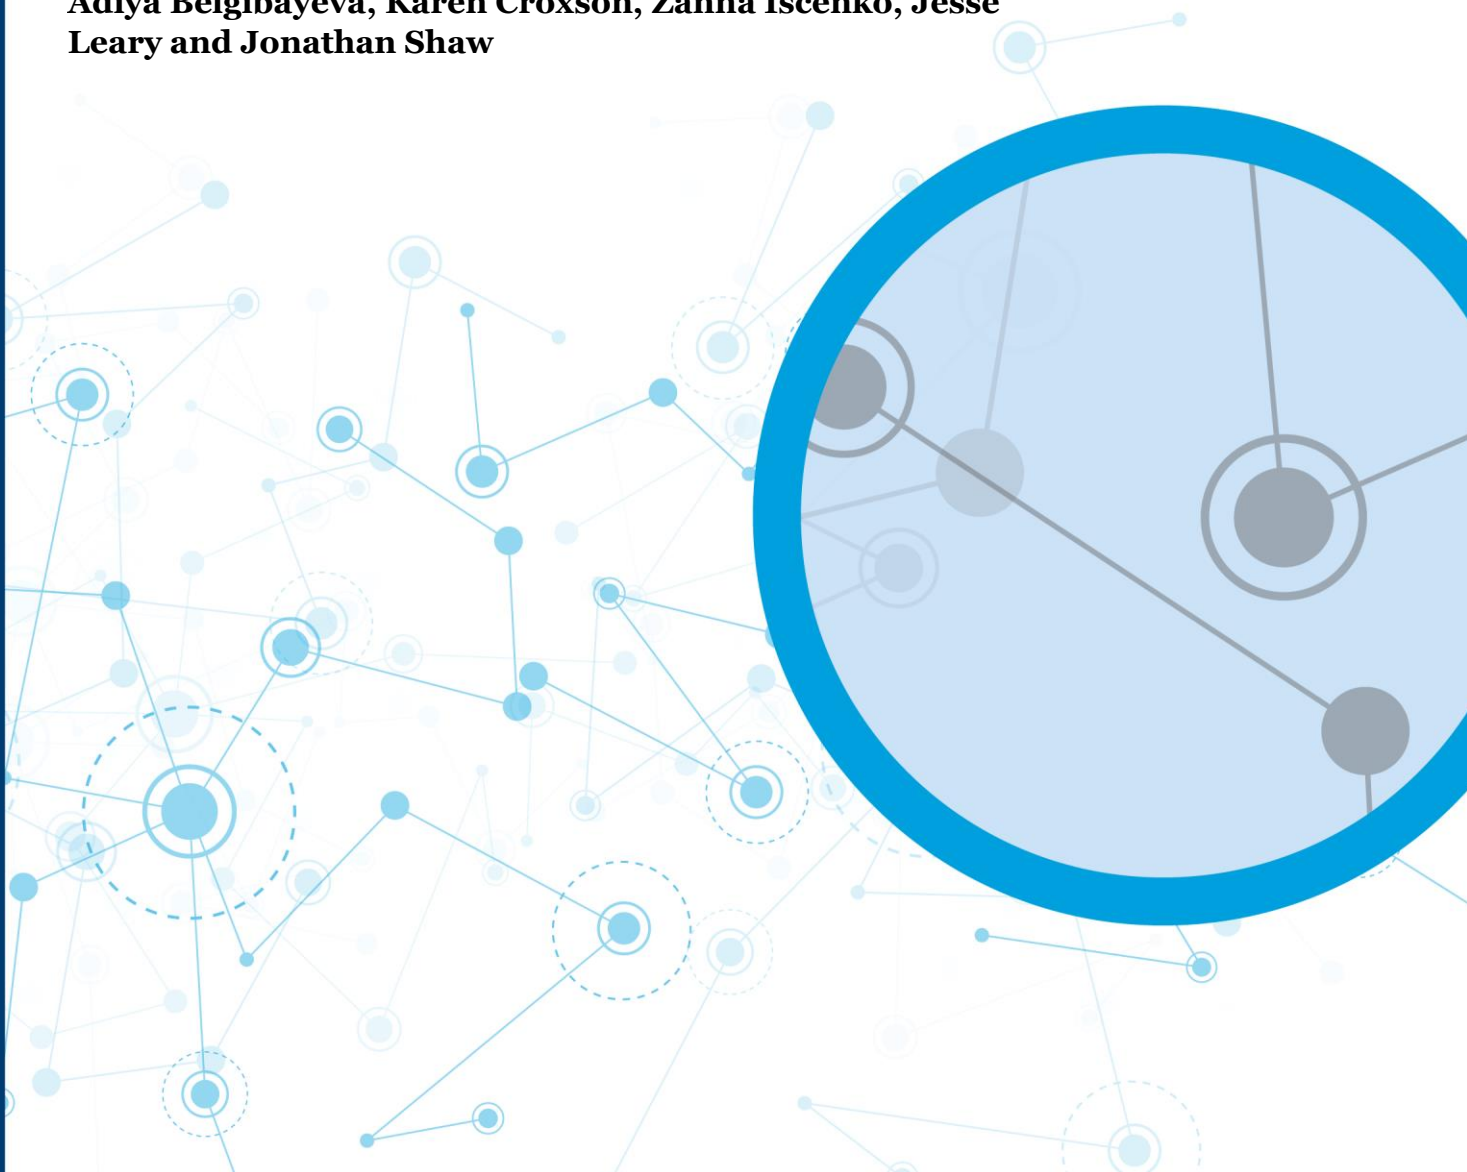 Adiya Belgibayeva, Karen Croxson, Zanna Iscenko, Jesse
Leary and Jonathan Shaw